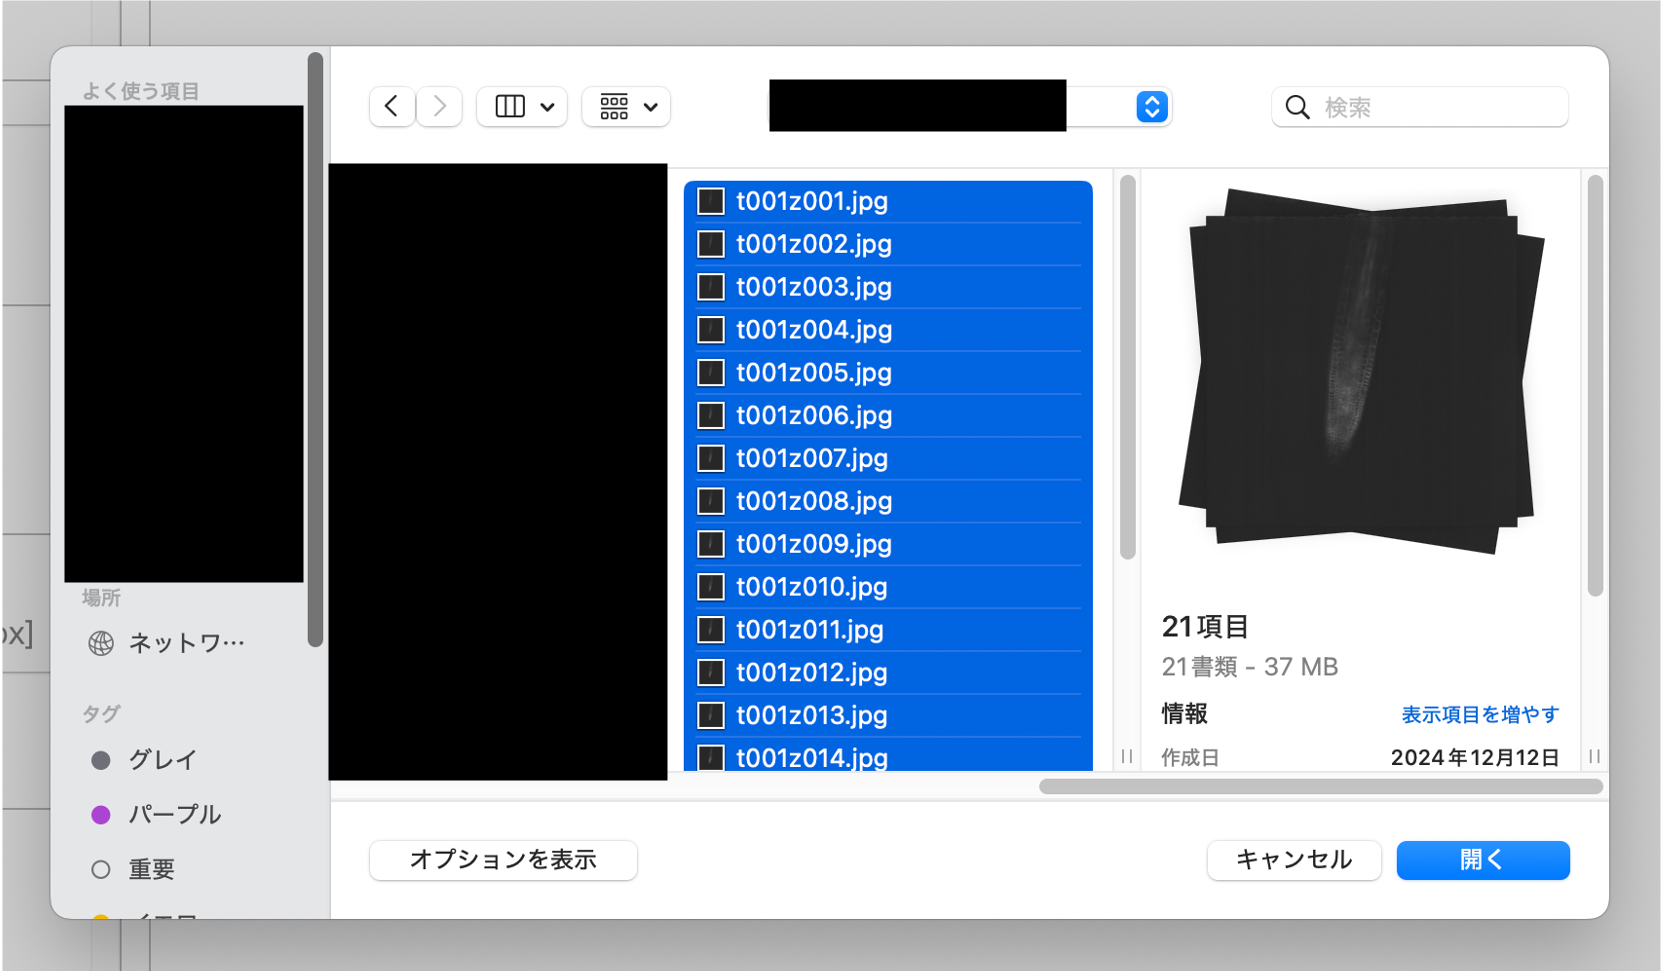 よく使う項目
検索
t001z001.jpg
t001z002.jpg
t001z003.jpg
t001z004.jpg
t001z005.jpg
t001z006.jpg
t001z007.jpg
t001z008.jpg
t001z009.jpg
t001z010.jpg
t001z011.jpg
t001z012.jpg
t001z013.jpg
t001z014.jpg
場所
ネットワ…
タグ
グレイ
パープル
重要
21項目
21書類 - 37 MB
情報
表示項目を増やす
作成日
2024年12月12日
オプションを表示
キャンセル
開く